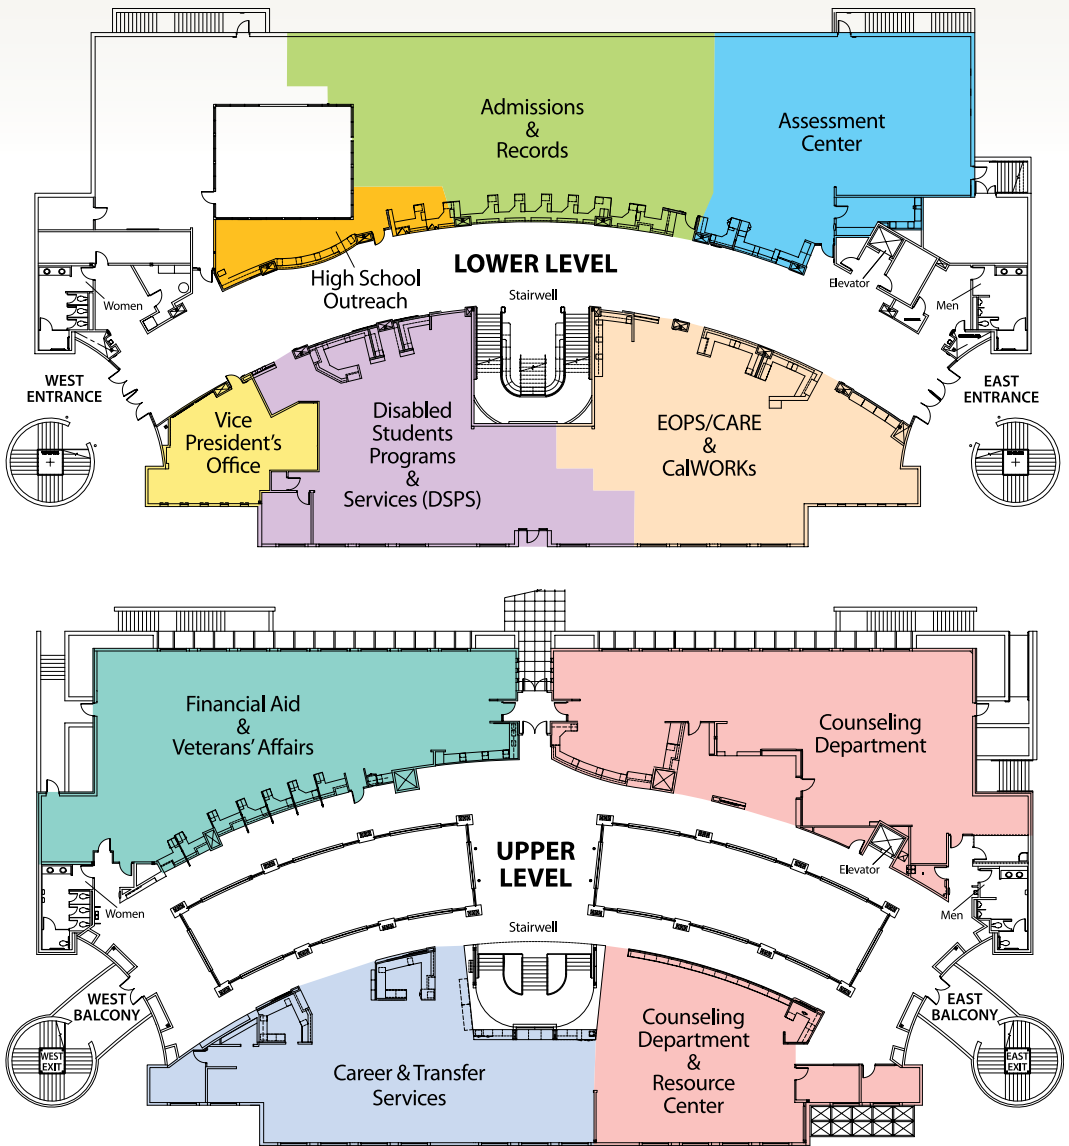 Admissions
&
Records
Assessment
Center
High School
Outreach
LOWER LEVEL
Stairwell
Elevator
Women
Men
WEST
ENTRANCE
EAST
ENTRANCE
Vice
President's
Office
Disabled
Students
Programs
&
Services (DSPS)
EOPS/CARE
&
CalWORKs
Financial Aid
&
Veterans' Affairs
Counseling
Department
UPPER
LEVEL
Elevator
Women
Men
Stairwell
WEST
BALCONY
EAST
BALCONY
WEST
EXIT
EAST
EXIT
Career & Transfer
Services
Counseling
Department
&
Resource
Center